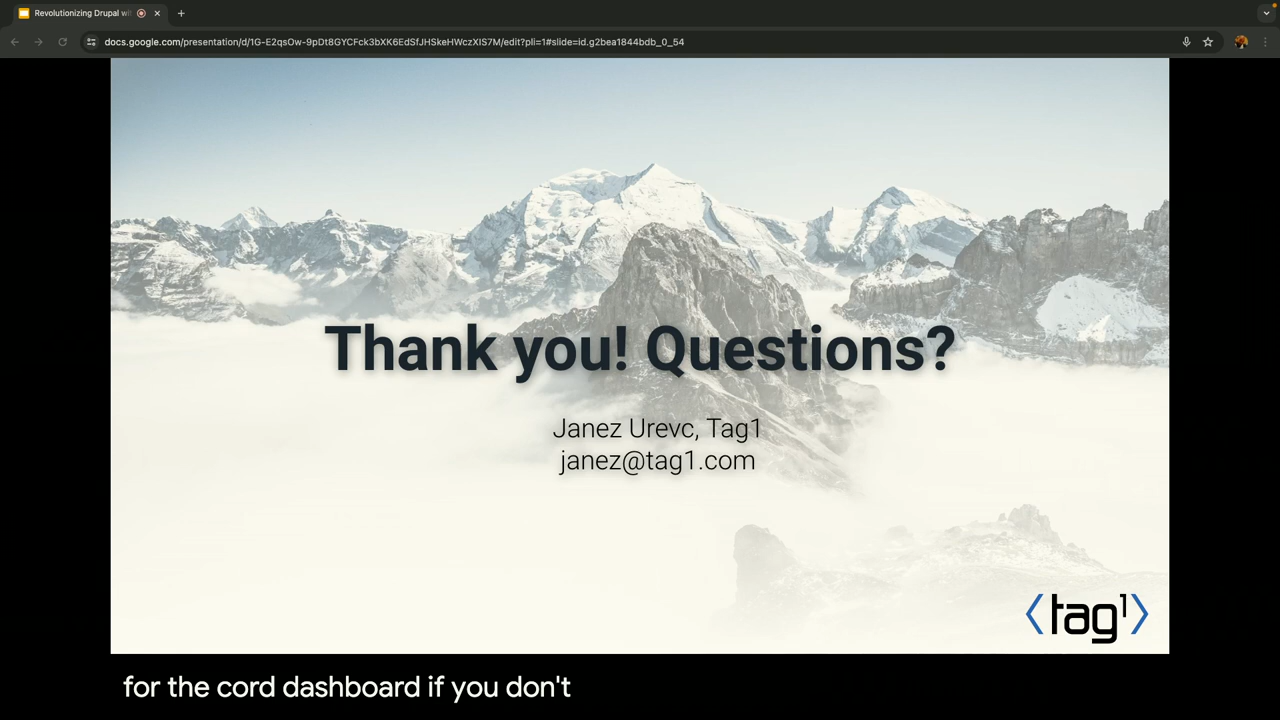 Revolutionizing Drupal wi
docs.google.com/presentation/d/1G-E2qsOw-9pDt8GYCFck3bXK6EdSfJHSkeHWczXIS7M/edit?pli=1#slide=id.g2bea1844bdb_0_54
Thank you! Questions?
Janez Urevc, Tag1
janez@tag1.com
tag1
for the cord dashboard if you don't